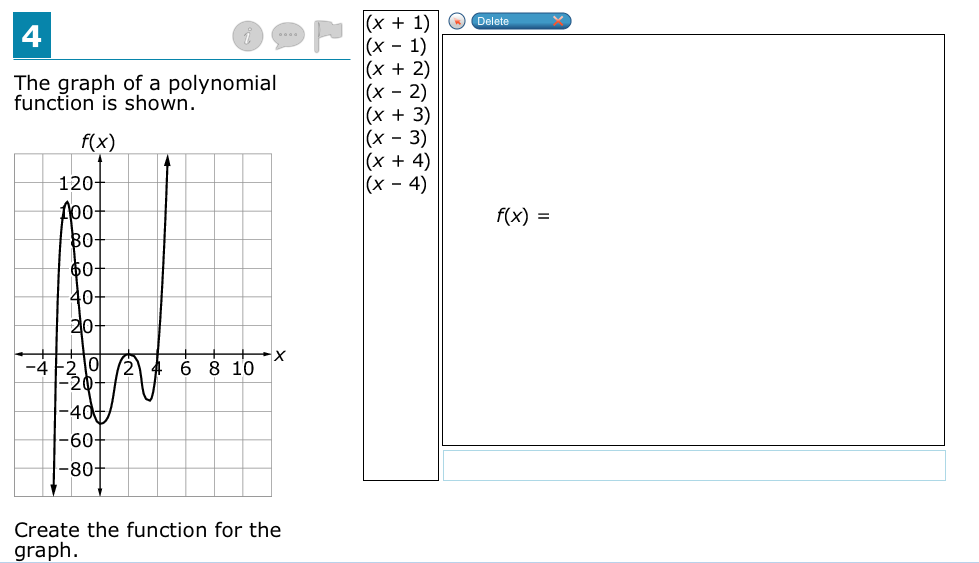 4
The graph of a polynomial
function is shown.
f(x)
120
100
80
60
40
20
−4 −2 0 2 4 6 8 10 x
−20
−40
−60
−80
Create the function for the
graph.
(x + 1)
(x − 1)
(x + 2)
(x − 2)
(x + 3)
(x − 3)
(x + 4)
(x − 4)
Delete
f(x) =